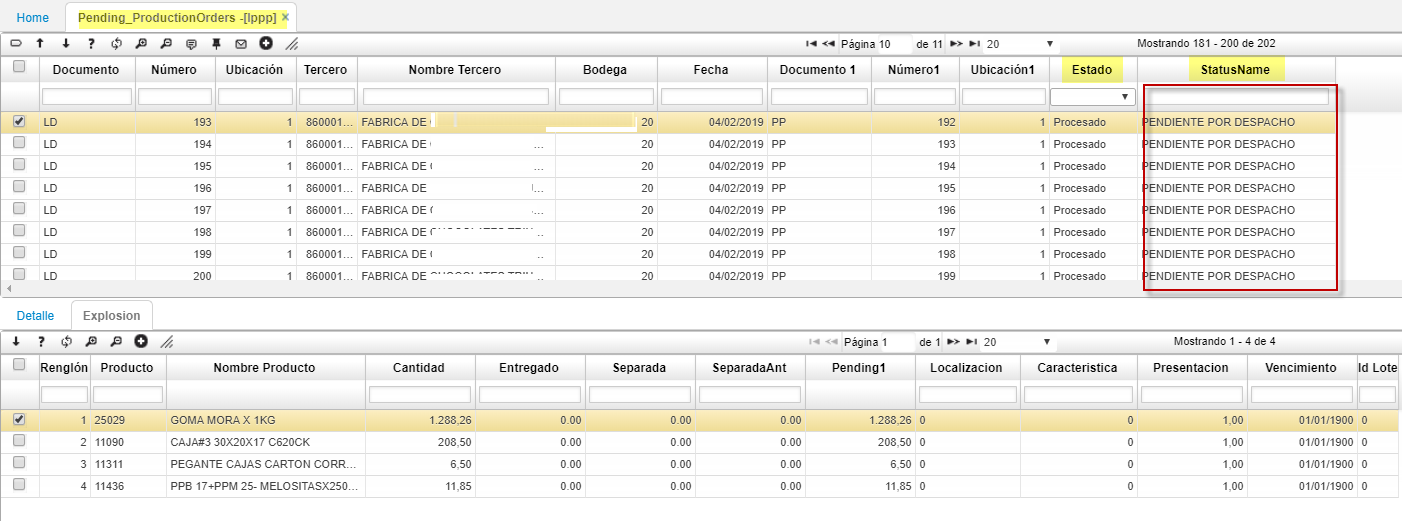 Home Pending_ProductionOrders -[lppp] ×
Página 10 de 11 20 Mostrando 181 - 200 de 202
Documento Número Ubicación Tercero Nombre Tercero Bodega Fecha Documento 1 Número1 Ubicación1 Estado StatusName
LD 193 1 860001... FABRICA DE 20 04/02/2019 PP 192 1 Procesado PENDIENTE POR DESPACHO
LD 194 1 860001... FABRICA DE ... 20 04/02/2019 PP 193 1 Procesado PENDIENTE POR DESPACHO
LD 195 1 860001... FABRICA DE ... 20 04/02/2019 PP 194 1 Procesado PENDIENTE POR DESPACHO
LD 196 1 860001... FABRICA DE ... 20 04/02/2019 PP 195 1 Procesado PENDIENTE POR DESPACHO
LD 197 1 860001... FABRICA DE ... 20 04/02/2019 PP 196 1 Procesado PENDIENTE POR DESPACHO
LD 198 1 860001... FABRICA DE .. 20 04/02/2019 PP 197 1 Procesado PENDIENTE POR DESPACHO
LD 199 1 860001... FABRICA DE .. 20 04/02/2019 PP 198 1 Procesado PENDIENTE POR DESPACHO
LD 200 1 860001... FABRICA DE .. 20 04/02/2019 PP 199 1 Procesado PENDIENTE POR DESPACHO
Detalle Explosion
Página 1 de 1 20 Mostrando 1 - 4 de 4
Renglón Producto Nombre Producto Cantidad Entregado Separada SeparadaAnt Pending1 Localizacion Caracteristica Presentacion Vencimiento Id Lote
1 25029 GOMA MORA X 1KG 1.288,26 0.00 0.00 0.00 1.288,26 0 0 1,00 01/01/1900 0
2 11090 CAJA#3 30X20X17 C620CK 208,50 0.00 0.00 0.00 208,50 0 0 1,00 01/01/1900 0
3 11311 PEGANTE CAJAS CARTON CORR... 6,50 0.00 0.00 0.00 6,50 0 0 1,00 01/01/1900 0
4 11436 PPB 17+PPM 25- MELOSITASX250... 11,85 0.00 0.00 0.00 11,85 0 0 1,00 01/01/1900 0